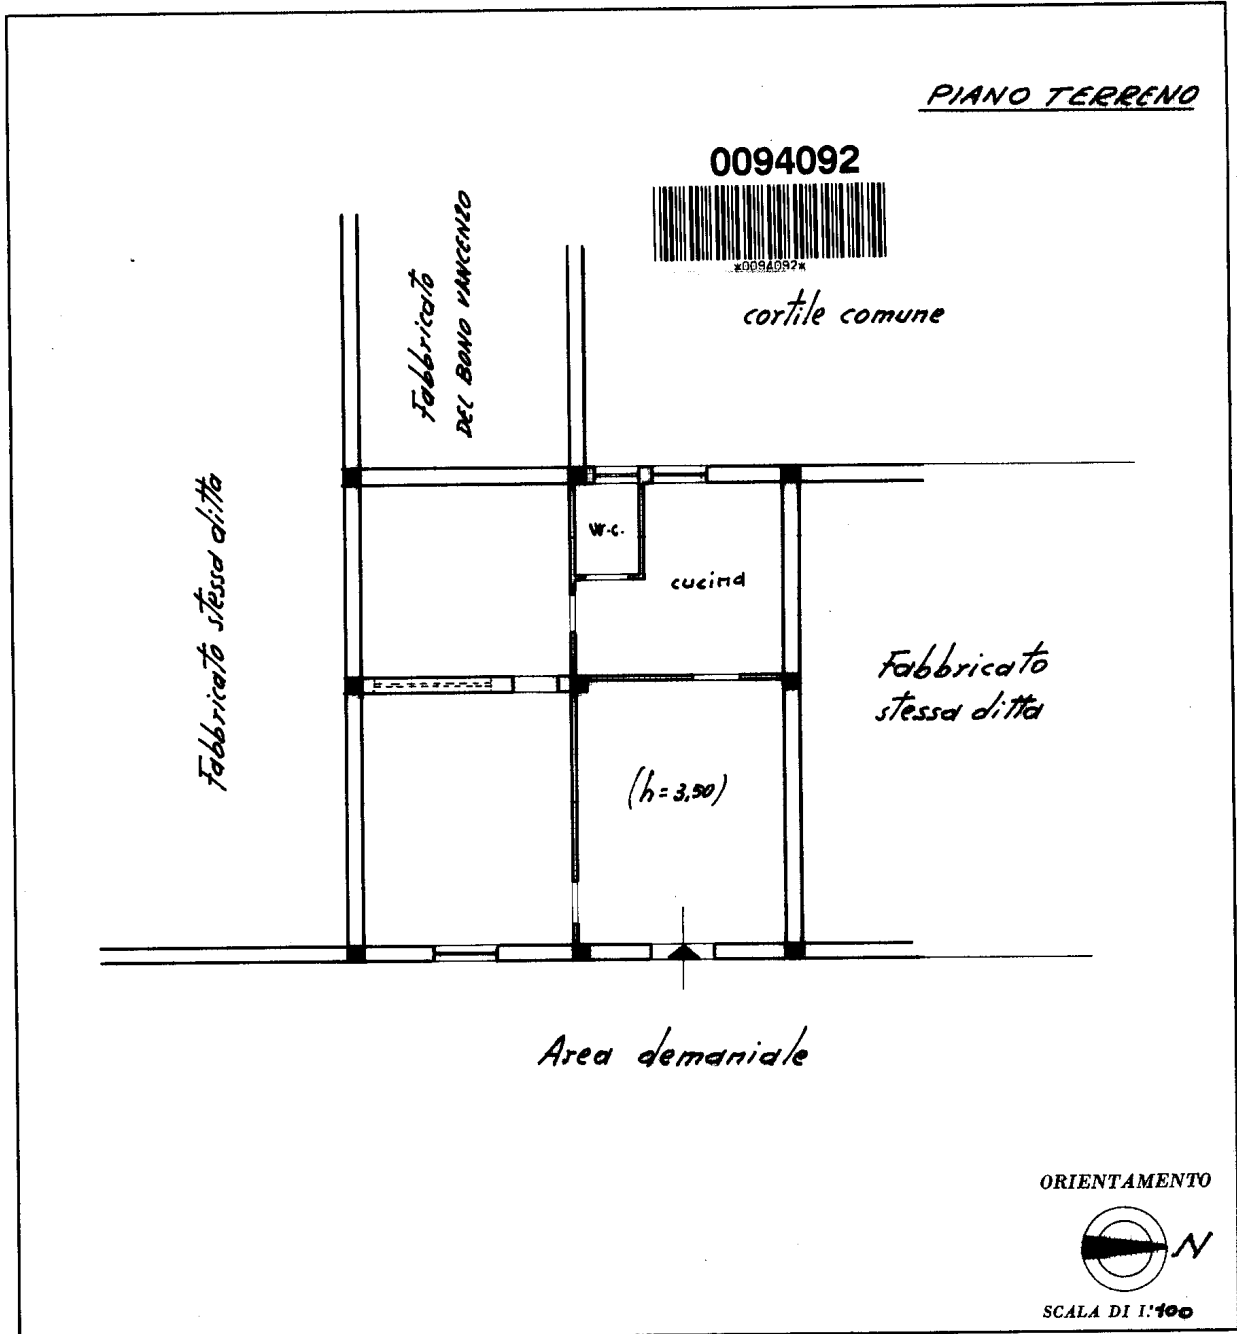 PIANO TERRENO
0094092
*0094092*
cortile comune
Fabbricato
DEL BONO VANCENZO
Fabbricato stessa ditta
W.C.
cucina
Fabbricato
stessa ditta
(h=3,50)
Area demaniale
ORIENTAMENTO
N
SCALA DI 1:100